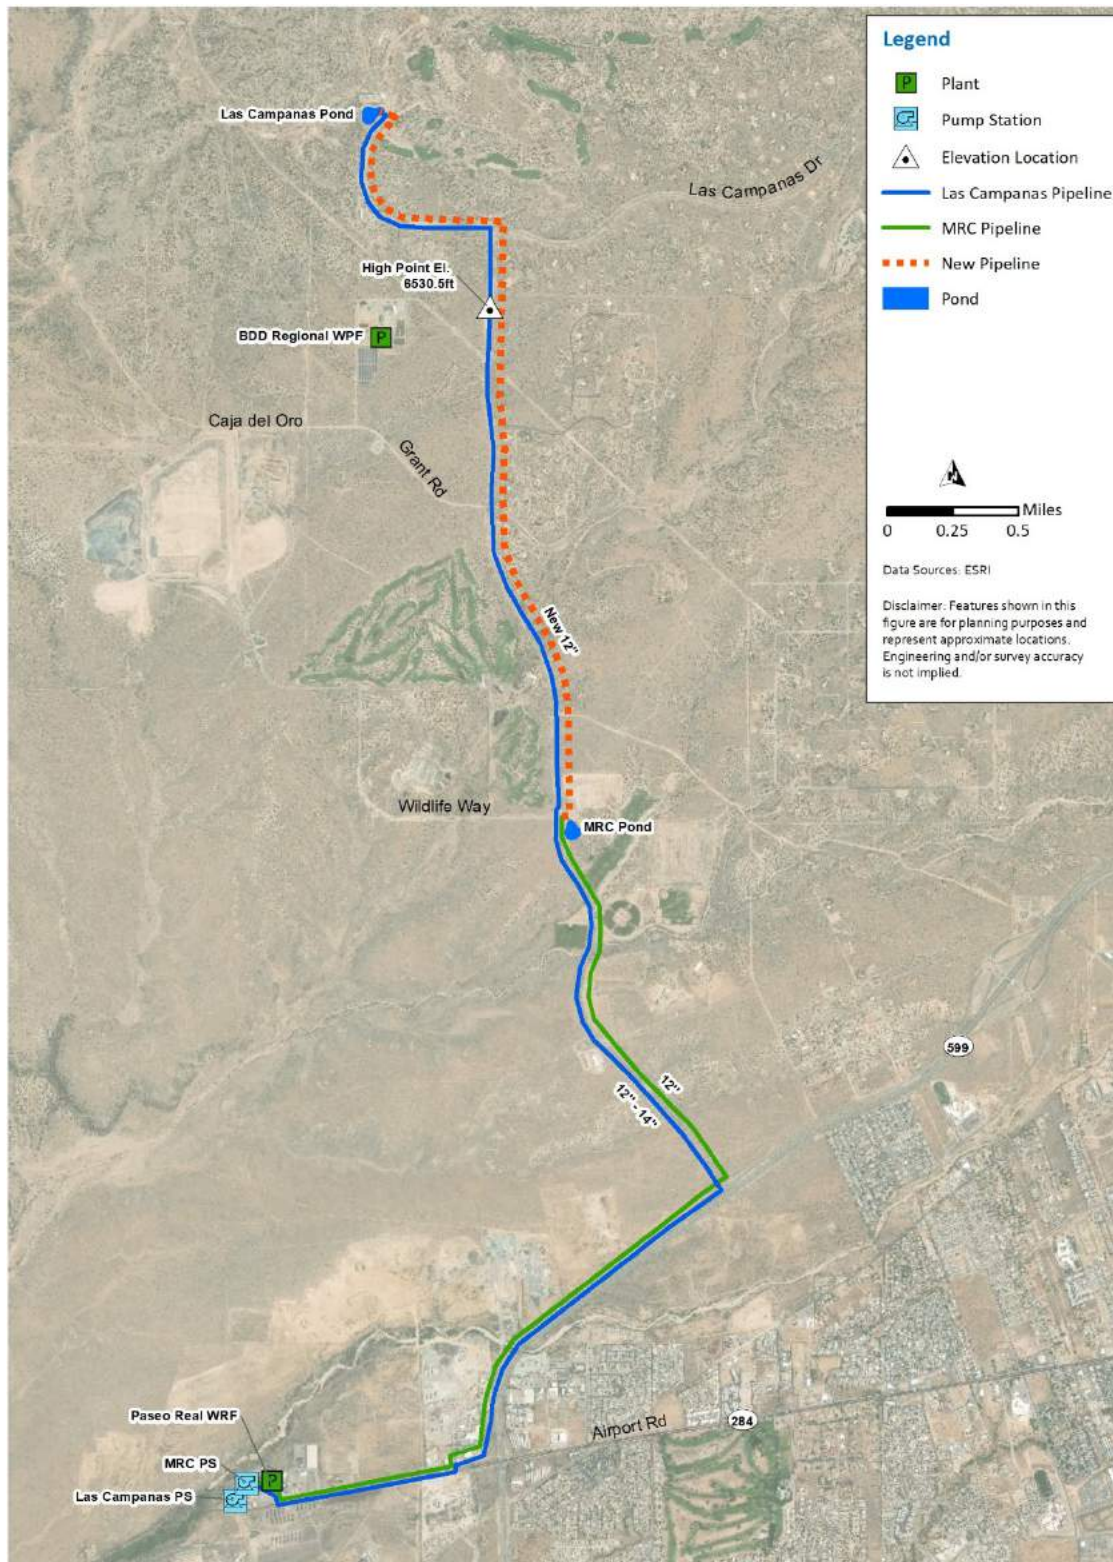 Legend
Plant
Pump Station
Elevation Location
Las Campanas Pipeline
MRC Pipeline
New Pipeline
Pond
N
Miles
0 0.25 0.5
Data Sources: ESRI
Disclaimer: Features shown in this
figure are for planning purposes and
represent approximate locations.
Engineering and/or survey accuracy
is not implied.
Las Campanas Pond
Las Campanas Dr
High Point El.
6530.5ft
BDD Regional WPF
P
Caja del Oro
Grant Rd
New 12"
Wildlife Way
MRC Pond
599
12"
12" - 14"
Paseo Real WRF
Airport Rd
284
MRC PS
P
Las Campanas PS
P